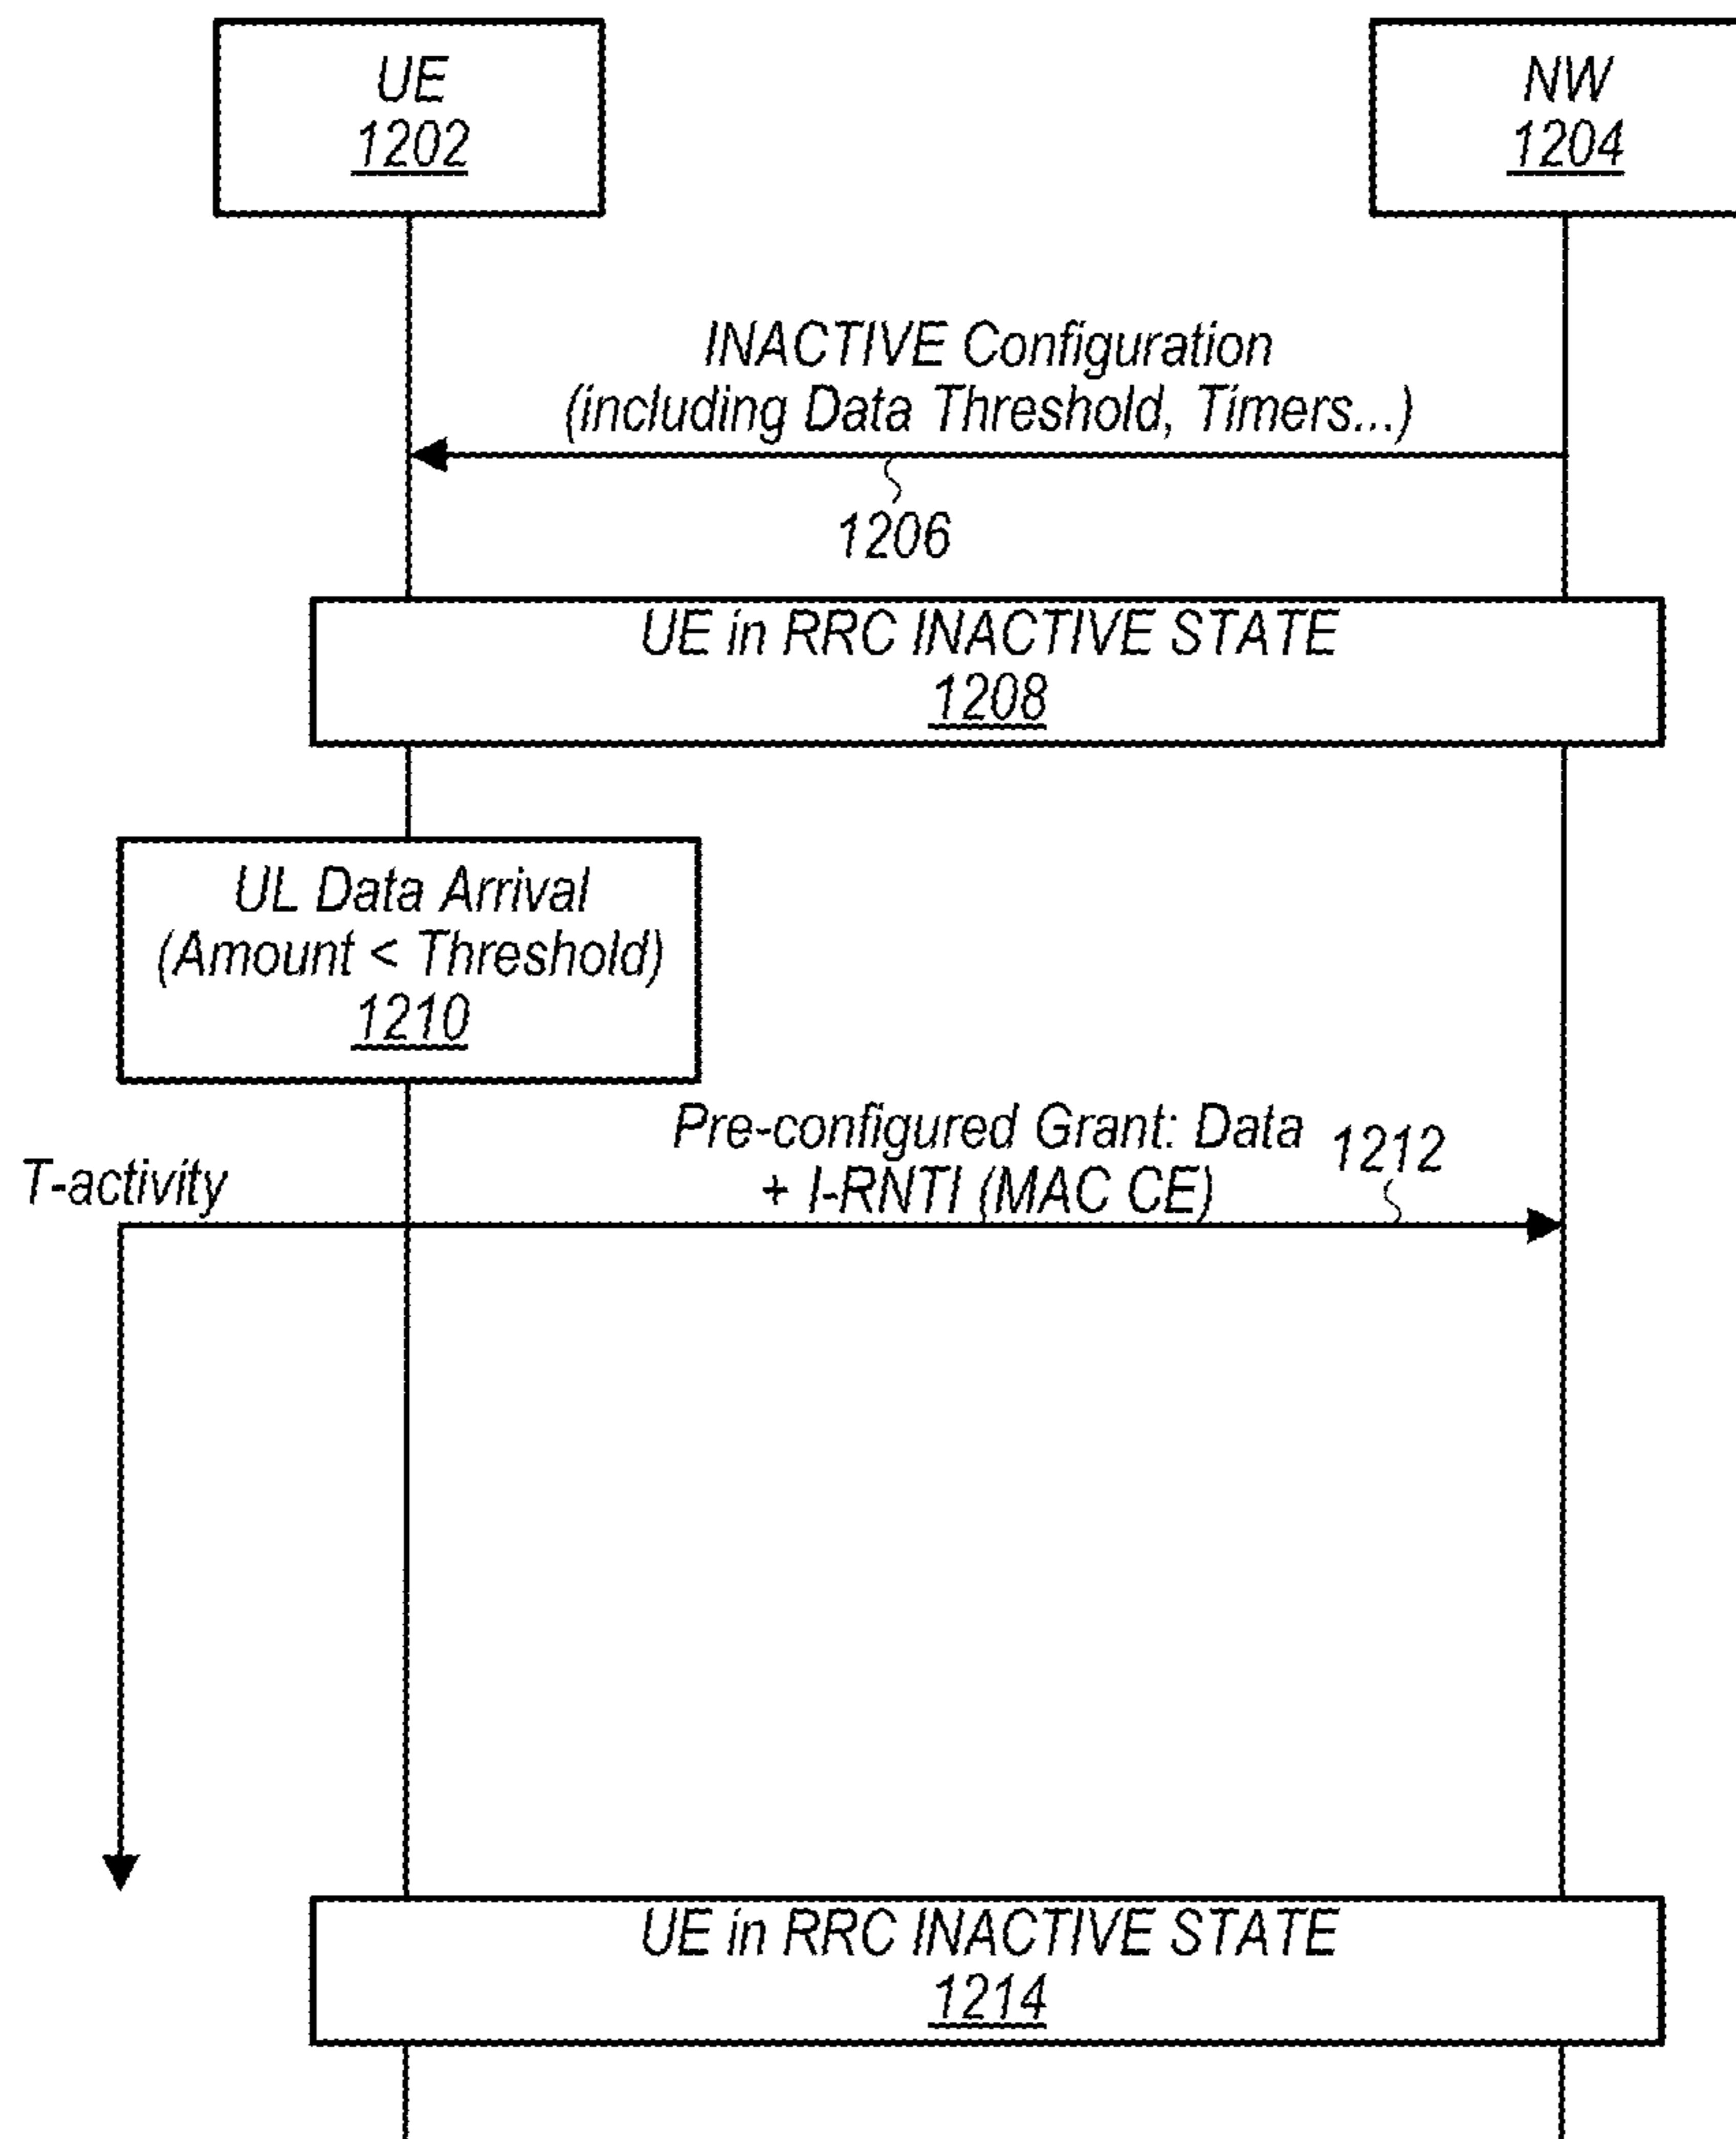 UE
1202
NW
1204
INACTIVE Configuration
(including Data Threshold, Timers...)
1206
UE in RRC INACTIVE STATE
1208
UL Data Arrival
(Amount < Threshold)
1210
Pre-configured Grant: Data
+ I-RNTI (MAC CE)
1212
T-activity
UE in RRC INACTIVE STATE
1214